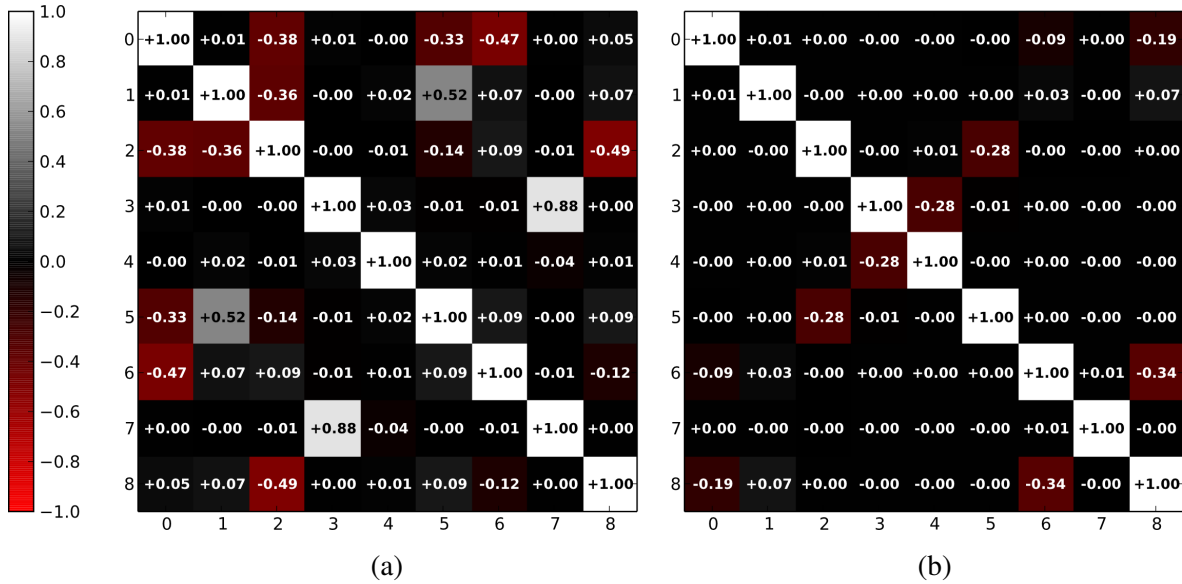 1.0
0.8
0.6
0.4
0.2
0.0
−0.2
−0.4
−0.6
−0.8
−1.0
0 +1.00 +0.01 -0.38 +0.01 -0.00 -0.33 -0.47 +0.00 +0.05
1 +0.01 +1.00 -0.36 -0.00 +0.02 +0.52 +0.07 -0.00 +0.07
2 -0.38 -0.36 +1.00 -0.00 -0.01 -0.14 +0.09 -0.01 -0.49
3 +0.01 -0.00 -0.00 +1.00 +0.03 -0.01 -0.01 +0.88 +0.00
4 -0.00 +0.02 -0.01 +0.03 +1.00 +0.02 +0.01 -0.04 +0.01
5 -0.33 +0.52 -0.14 -0.01 +0.02 +1.00 +0.09 -0.00 +0.09
6 -0.47 +0.07 +0.09 -0.01 +0.01 +0.09 +1.00 -0.01 -0.12
7 +0.00 -0.00 -0.01 +0.88 -0.04 -0.00 -0.01 +1.00 +0.00
8 +0.05 +0.07 -0.49 +0.00 +0.01 +0.09 -0.12 +0.00 +1.00
0 1 2 3 4 5 6 7 8
(a)
0 +1.00 +0.01 +0.00 -0.00 -0.00 -0.00 -0.09 +0.00 -0.19
1 +0.01 +1.00 -0.00 +0.00 +0.00 +0.00 +0.03 -0.00 +0.07
2 +0.00 -0.00 +1.00 -0.00 +0.01 -0.28 -0.00 -0.00 +0.00
3 -0.00 +0.00 -0.00 +1.00 -0.28 -0.01 +0.00 -0.00 -0.00
4 -0.00 +0.00 +0.01 -0.28 +1.00 -0.00 +0.00 -0.00 -0.00
5 -0.00 +0.00 -0.28 -0.01 -0.00 +1.00 +0.00 -0.00 -0.00
6 -0.09 +0.03 -0.00 +0.00 +0.00 +0.00 +1.00 +0.01 -0.34
7 +0.00 -0.00 -0.00 -0.00 -0.00 -0.00 +0.01 +1.00 -0.00
8 -0.19 +0.07 +0.00 -0.00 -0.00 -0.00 -0.34 -0.00 +1.00
0 1 2 3 4 5 6 7 8
(b)